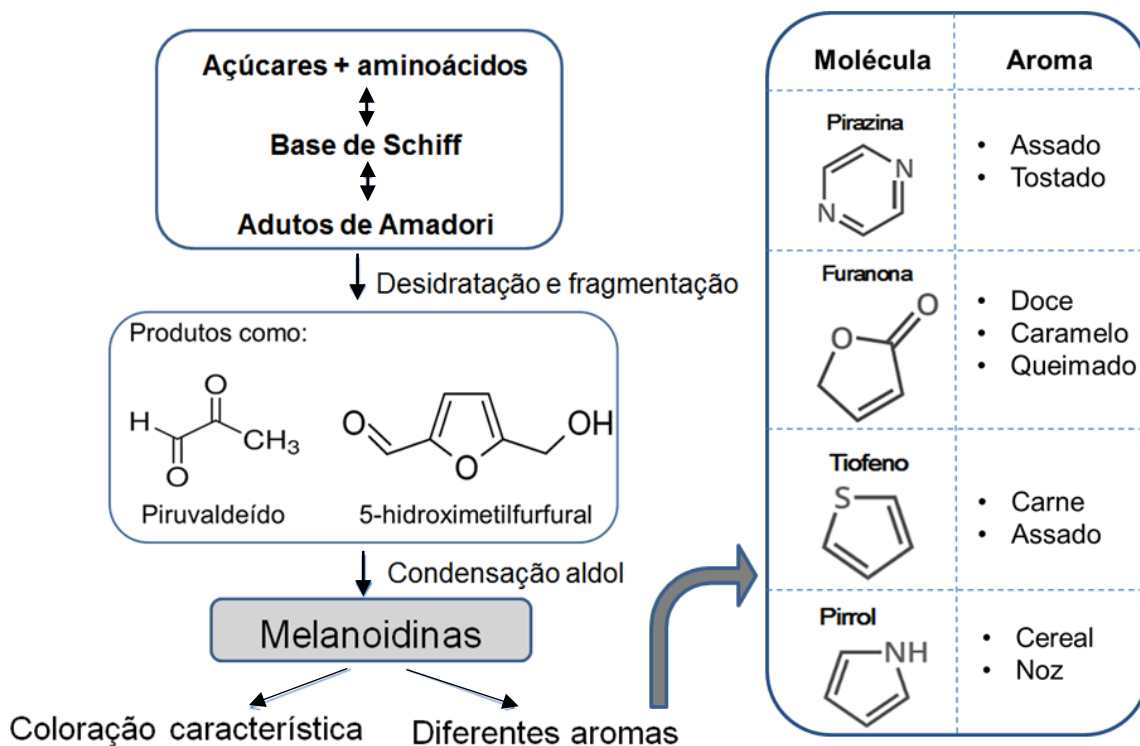 Açúcares + aminoácidos
Base de Schiff
Adutos de Amadori
Desidratação e fragmentação
Produtos como:
H
O
O
CH3
Piruvaldeído
O
O
OH
5-hidroximetilfurfural
Condensação aldol
Melanoidinas
Coloração característica
Diferentes aromas
Molécula
Aroma
Pirazina
N
N
• Assado
• Tostado
Furanona
O
O
• Doce
• Caramelo
• Queimado
Tiofeno
S
• Carne
• Assado
Pirrol
NH
• Cereal
• Noz